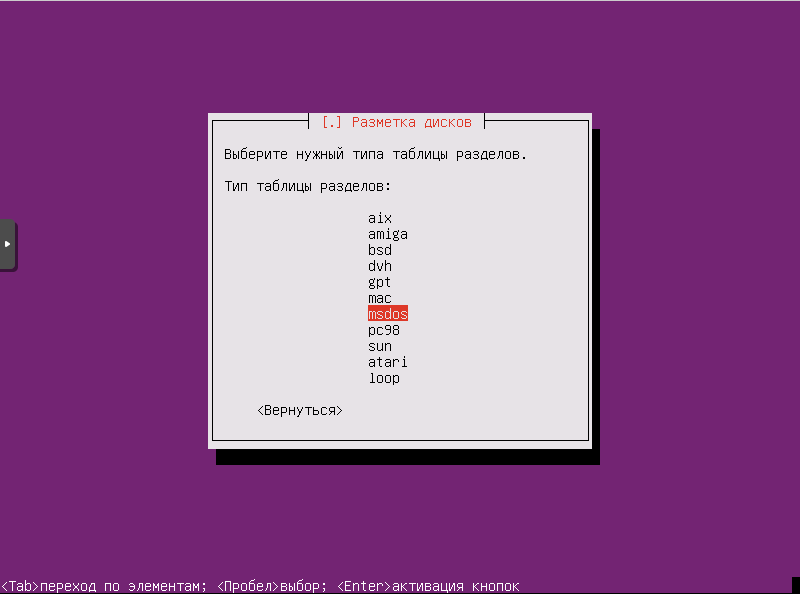 [.] Разметка дисков
Выберите нужный типа таблицы разделов.
Тип таблицы разделов:
aix
amiga
bsd
dvh
gpt
mac
msdos
pc98
sun
atari
loop
<Вернуться>
<Tab>переход по элементам; <Пробел>выбор; <Enter>активация кнопок